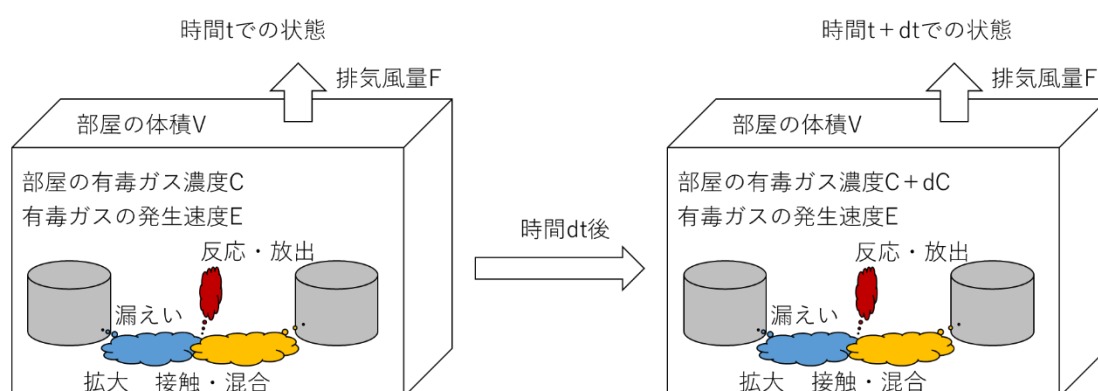 時間tでの状態
排気風量F
部屋の体積V
部屋の有毒ガス濃度C
有毒ガスの発生速度E
反応・放出
漏えい
拡大 接触・混合
時間dt後
時間t+dtでの状態
排気風量F
部屋の体積V
部屋の有毒ガス濃度C+dC
有毒ガスの発生速度E
反応・放出
漏えい
拡大 接触・混合